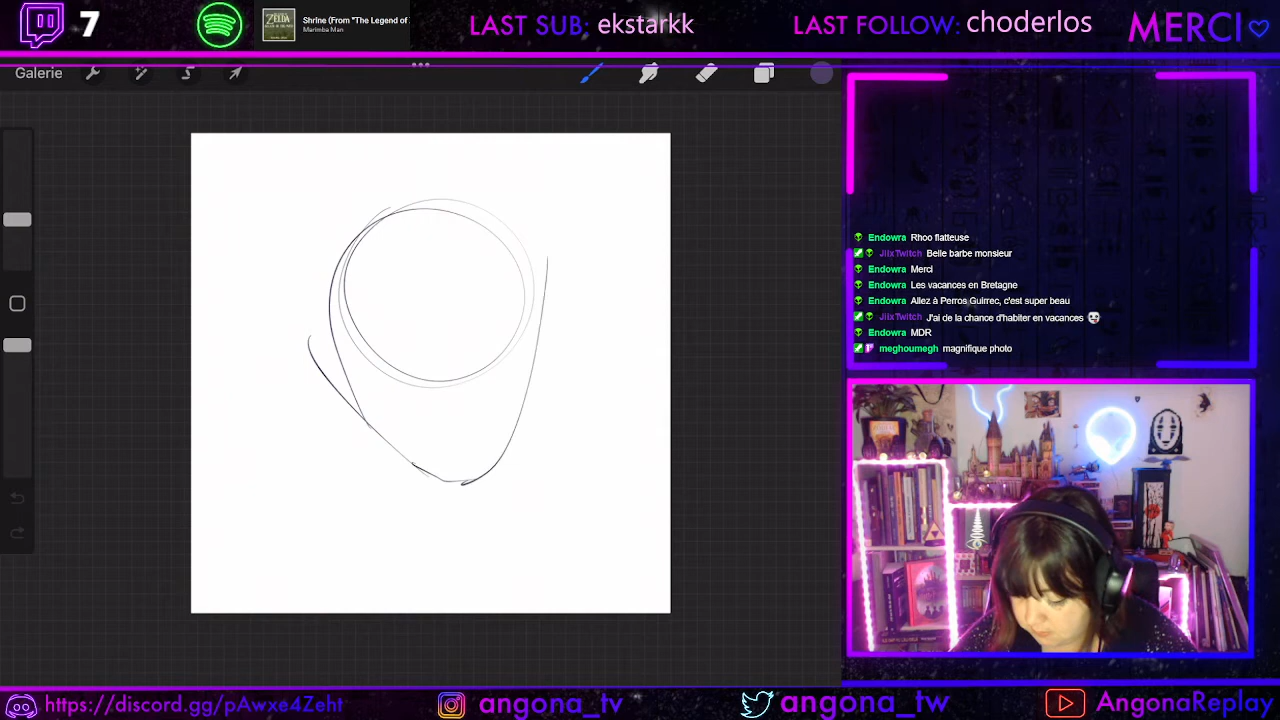 7
Shrine (From "The Legend of
Marimba Man
LAST SUB: ekstarkk
LAST FOLLOW: choderlos
MERCI
ZELDA
Galerie
Endowra Rhoo flatteuse
JilxTwitch Belle barbe monsieur
Endowra Merci
Endowra Les vacances en Bretagne
Endowra Allez à Perros Guirrec, c'est super beau
JilxTwitch J'ai de la chance d'habiter en vacances
Endowra MDR
meghoumegh magnifique photo
https://discord.gg/pAwxe4Zeht
angona_tv
angona_tw
AngonaReplay